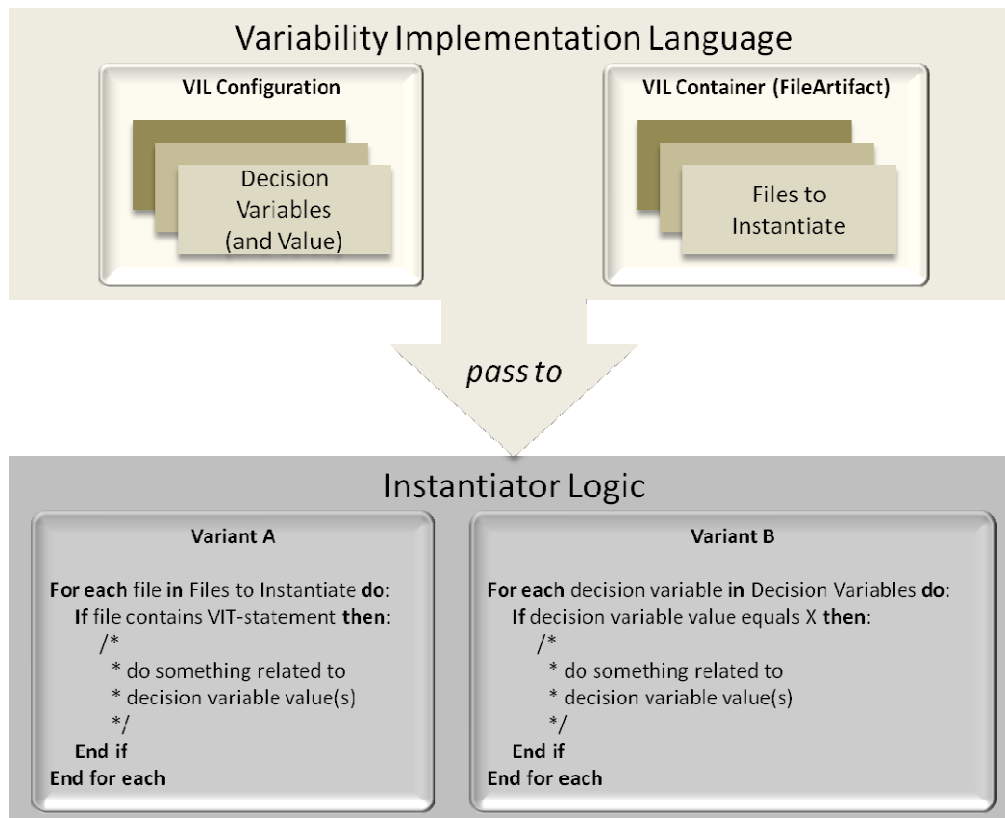 Variability Implementation Language
VIL Configuration
Decision
Variables
(and Value)
VIL Container (FileArtifact)
Files to
Instantiate
pass to
Instantiator Logic
Variant A
For each file in Files to Instantiate do:
If file contains VIT-statement then:
/*
* do something related to
* decision variable value(s)
*/
End if
End for each
Variant B
For each decision variable in Decision Variables do:
If decision variable value equals X then:
/*
* do something related to
* decision variable value(s)
*/
End if
End for each